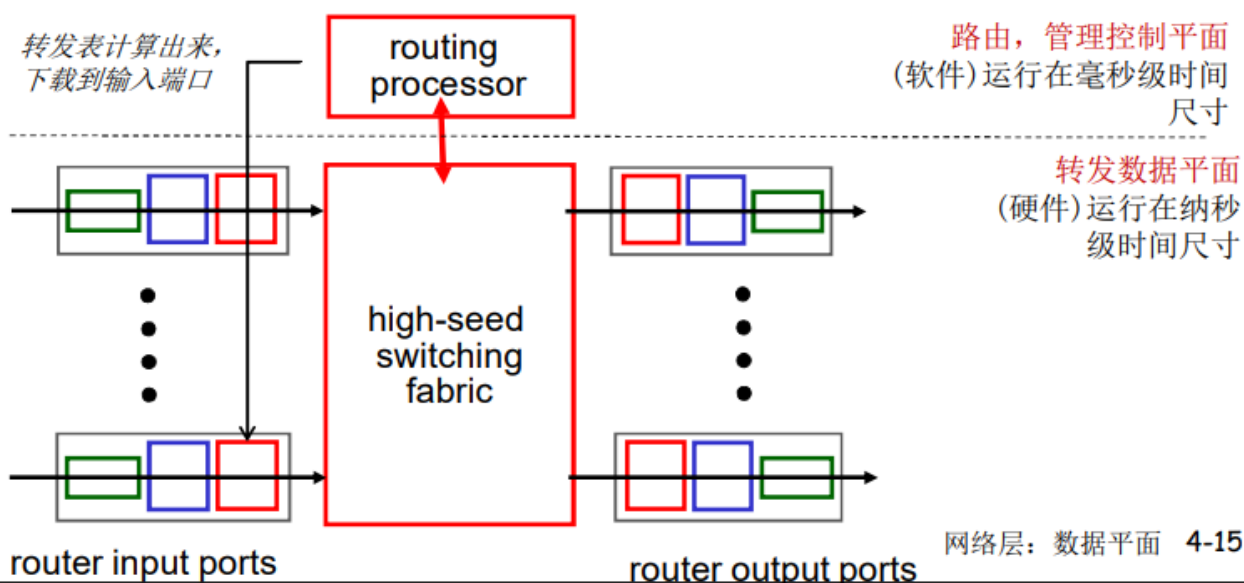 转发表计算出来，
下载到输入端口
routing
processor
路由，管理控制平面
(软件)运行在毫秒级时间
尺寸
转发数据平面
(硬件)运行在纳秒
级时间尺寸
high-seed
switching
fabric
router input ports
router output ports
网络层：数据平面 4-15